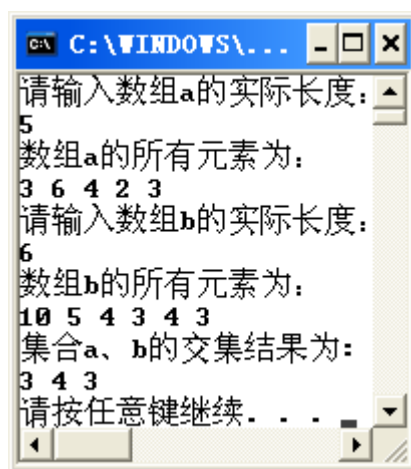 C:\WINDOWS\...
请输入数组a的实际长度:
5
数组a的所有元素为:
3 6 4 2 3
请输入数组b的实际长度:
6
数组b的所有元素为:
10 5 4 3 4 3
集合a、b的交集结果为:
3 4 3
请按任意键继续. . .